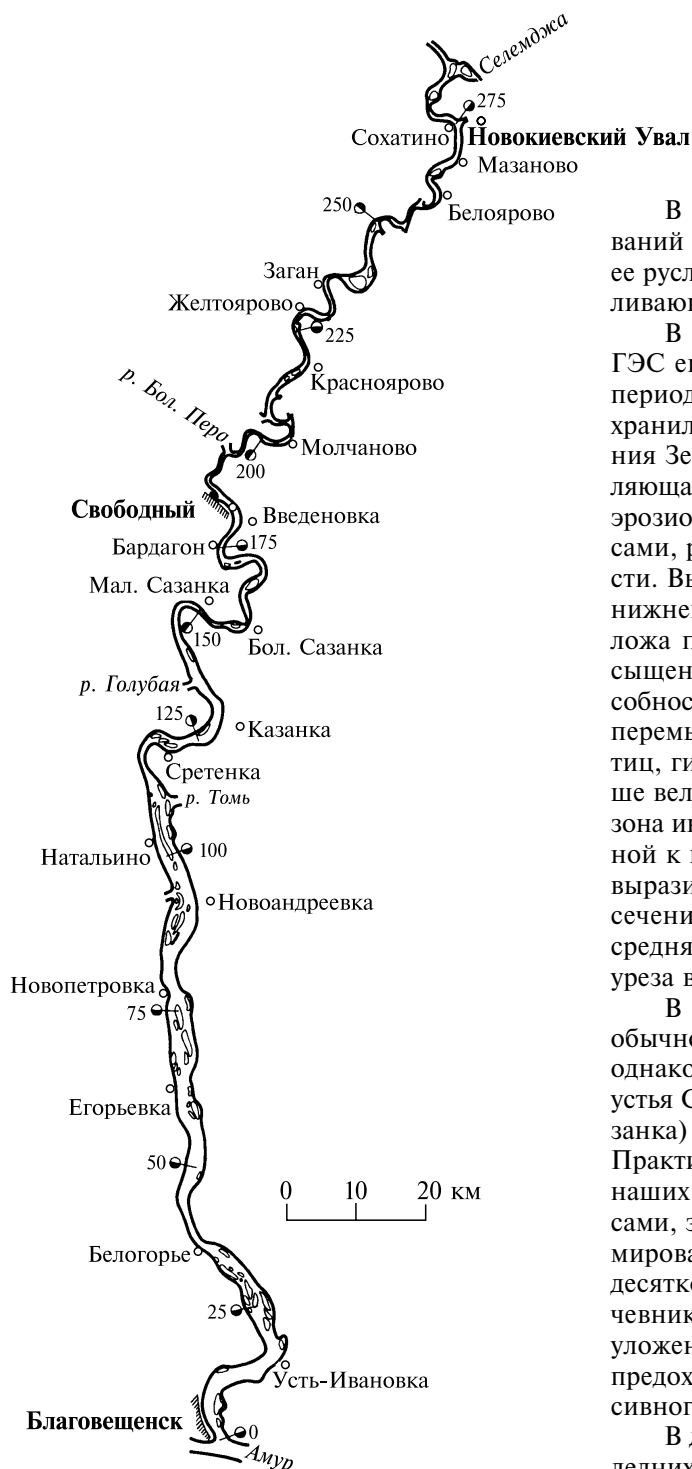 Селемджа
275
Сохатино
Новокиевский Увал
Мазаново
250
Белоярово
Заган
Желтоярово
225
Красноярово
р. Бол. Пера
Молчаново
200
Свободный
Введеновка
Бардагон
175
Мал. Сазанка
150
Бол. Сазанка
р. Голубая
125
Казанка
Сретенка
р. Томь
Натальино
100
Новоандреевка
Новопетровка
75
Егорьевка
50
0 10 20 км
Белогорье
25
Усть-Ивановка
Благовещенск
0
Амур
В
ваний
ее русл
ливаю
В
ГЭС е
период
хранил
ния Зе
ляюща
эрозио
сами, р
сти. Вы
нижне
ложа п
сыщен
собнос
перемы
тиц, ги
ше вел
зона ин
ной к
вырази
сечени
средня
уреза в
В
обычно
однако
устья С
занка)
Практи
наших
сами, з
мирова
десятко
чевник
уложен
предох
сивног
В д
ледних